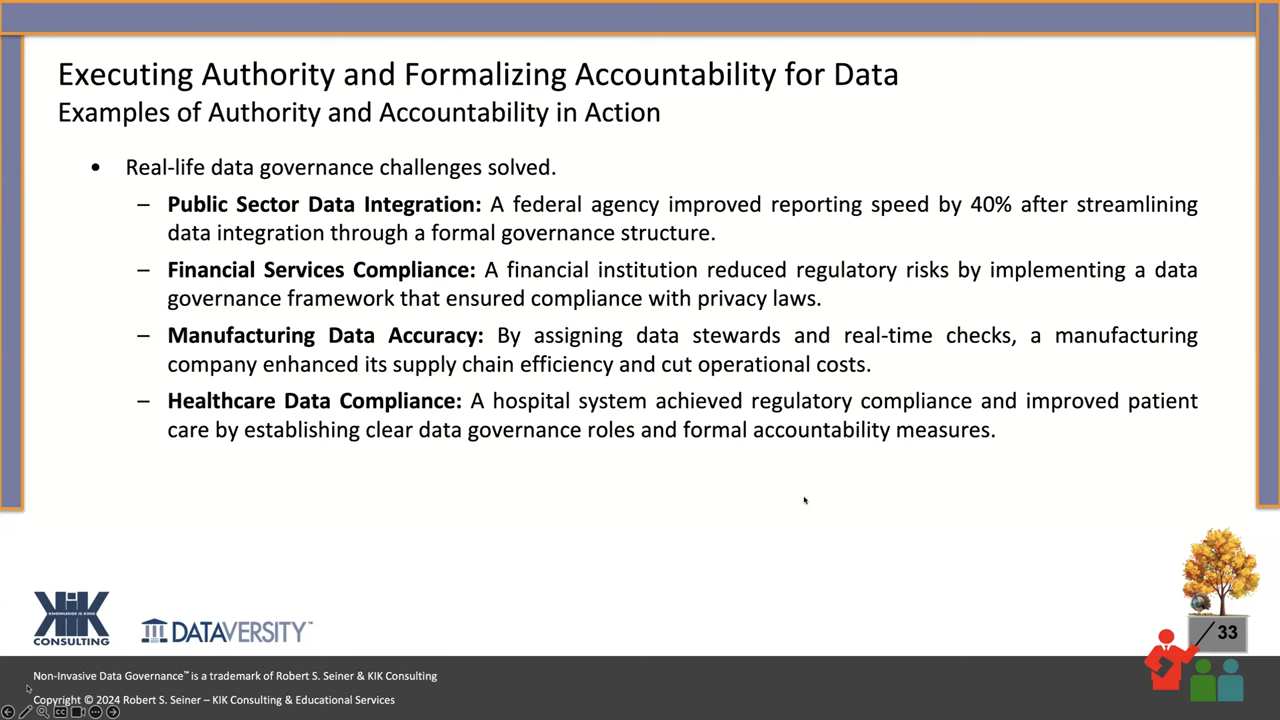 Executing Authority and Formalizing Accountability for Data
Examples of Authority and Accountability in Action
• Real-life data governance challenges solved.
– Public Sector Data Integration: A federal agency improved reporting speed by 40% after streamlining
data integration through a formal governance structure.
– Financial Services Compliance: A financial institution reduced regulatory risks by implementing a data
governance framework that ensured compliance with privacy laws.
– Manufacturing Data Accuracy: By assigning data stewards and real-time checks, a manufacturing
company enhanced its supply chain efficiency and cut operational costs.
– Healthcare Data Compliance: A hospital system achieved regulatory compliance and improved patient
care by establishing clear data governance roles and formal accountability measures.
KIK
KNOWLEDGE IS KING
CONSULTING
DATAVERSITY™
33
Non-Invasive Data Governance™ is a trademark of Robert S. Seiner & KIK Consulting
Copyright © 2024 Robert S. Seiner – KIK Consulting & Educational Services